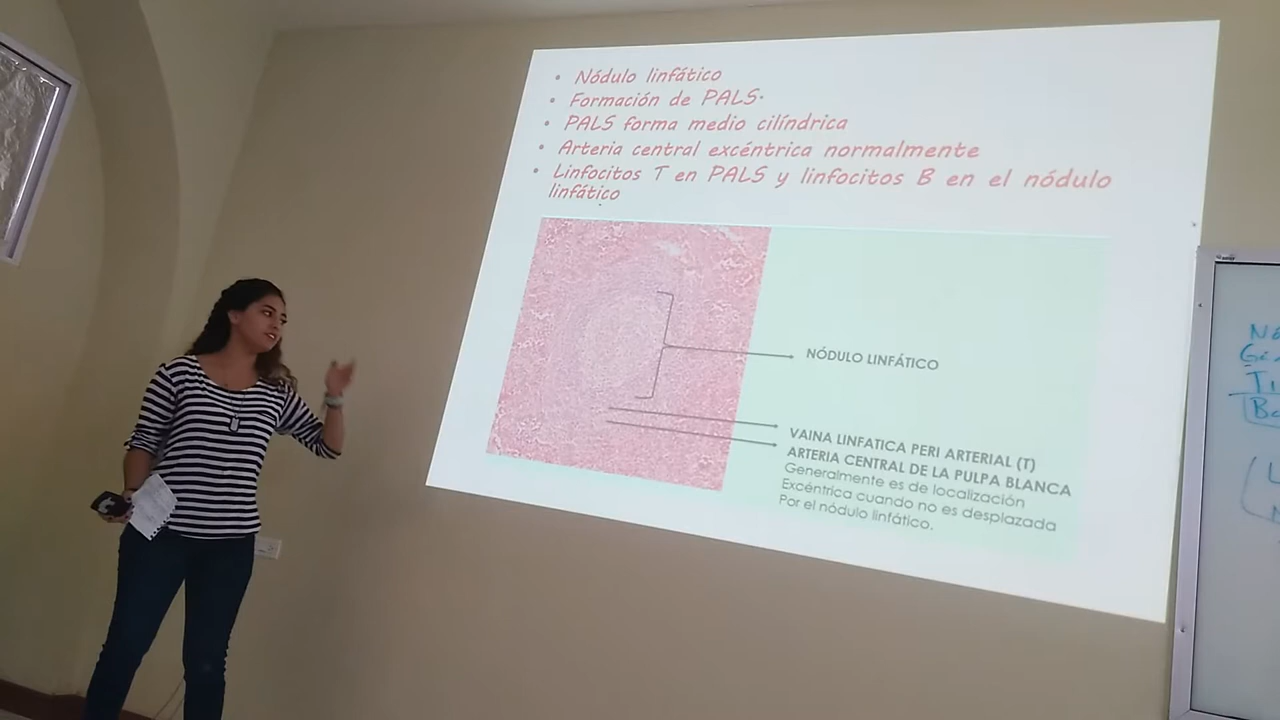 Nódulo linfático
Formación de PALS.
PALS forma medio cilíndrica
Arteria central excéntrica normalmente
Linfocitos T en PALS y linfocitos B en el nódulo
linfático
NÓDULO LINFÁTICO
VAINA LINFATICA PERI ARTERIAL (T)
ARTERIA CENTRAL DE LA PULPA BLANCA
Generalmente es de localización
Excéntrica cuando no es desplazada
Por el nódulo linfático.